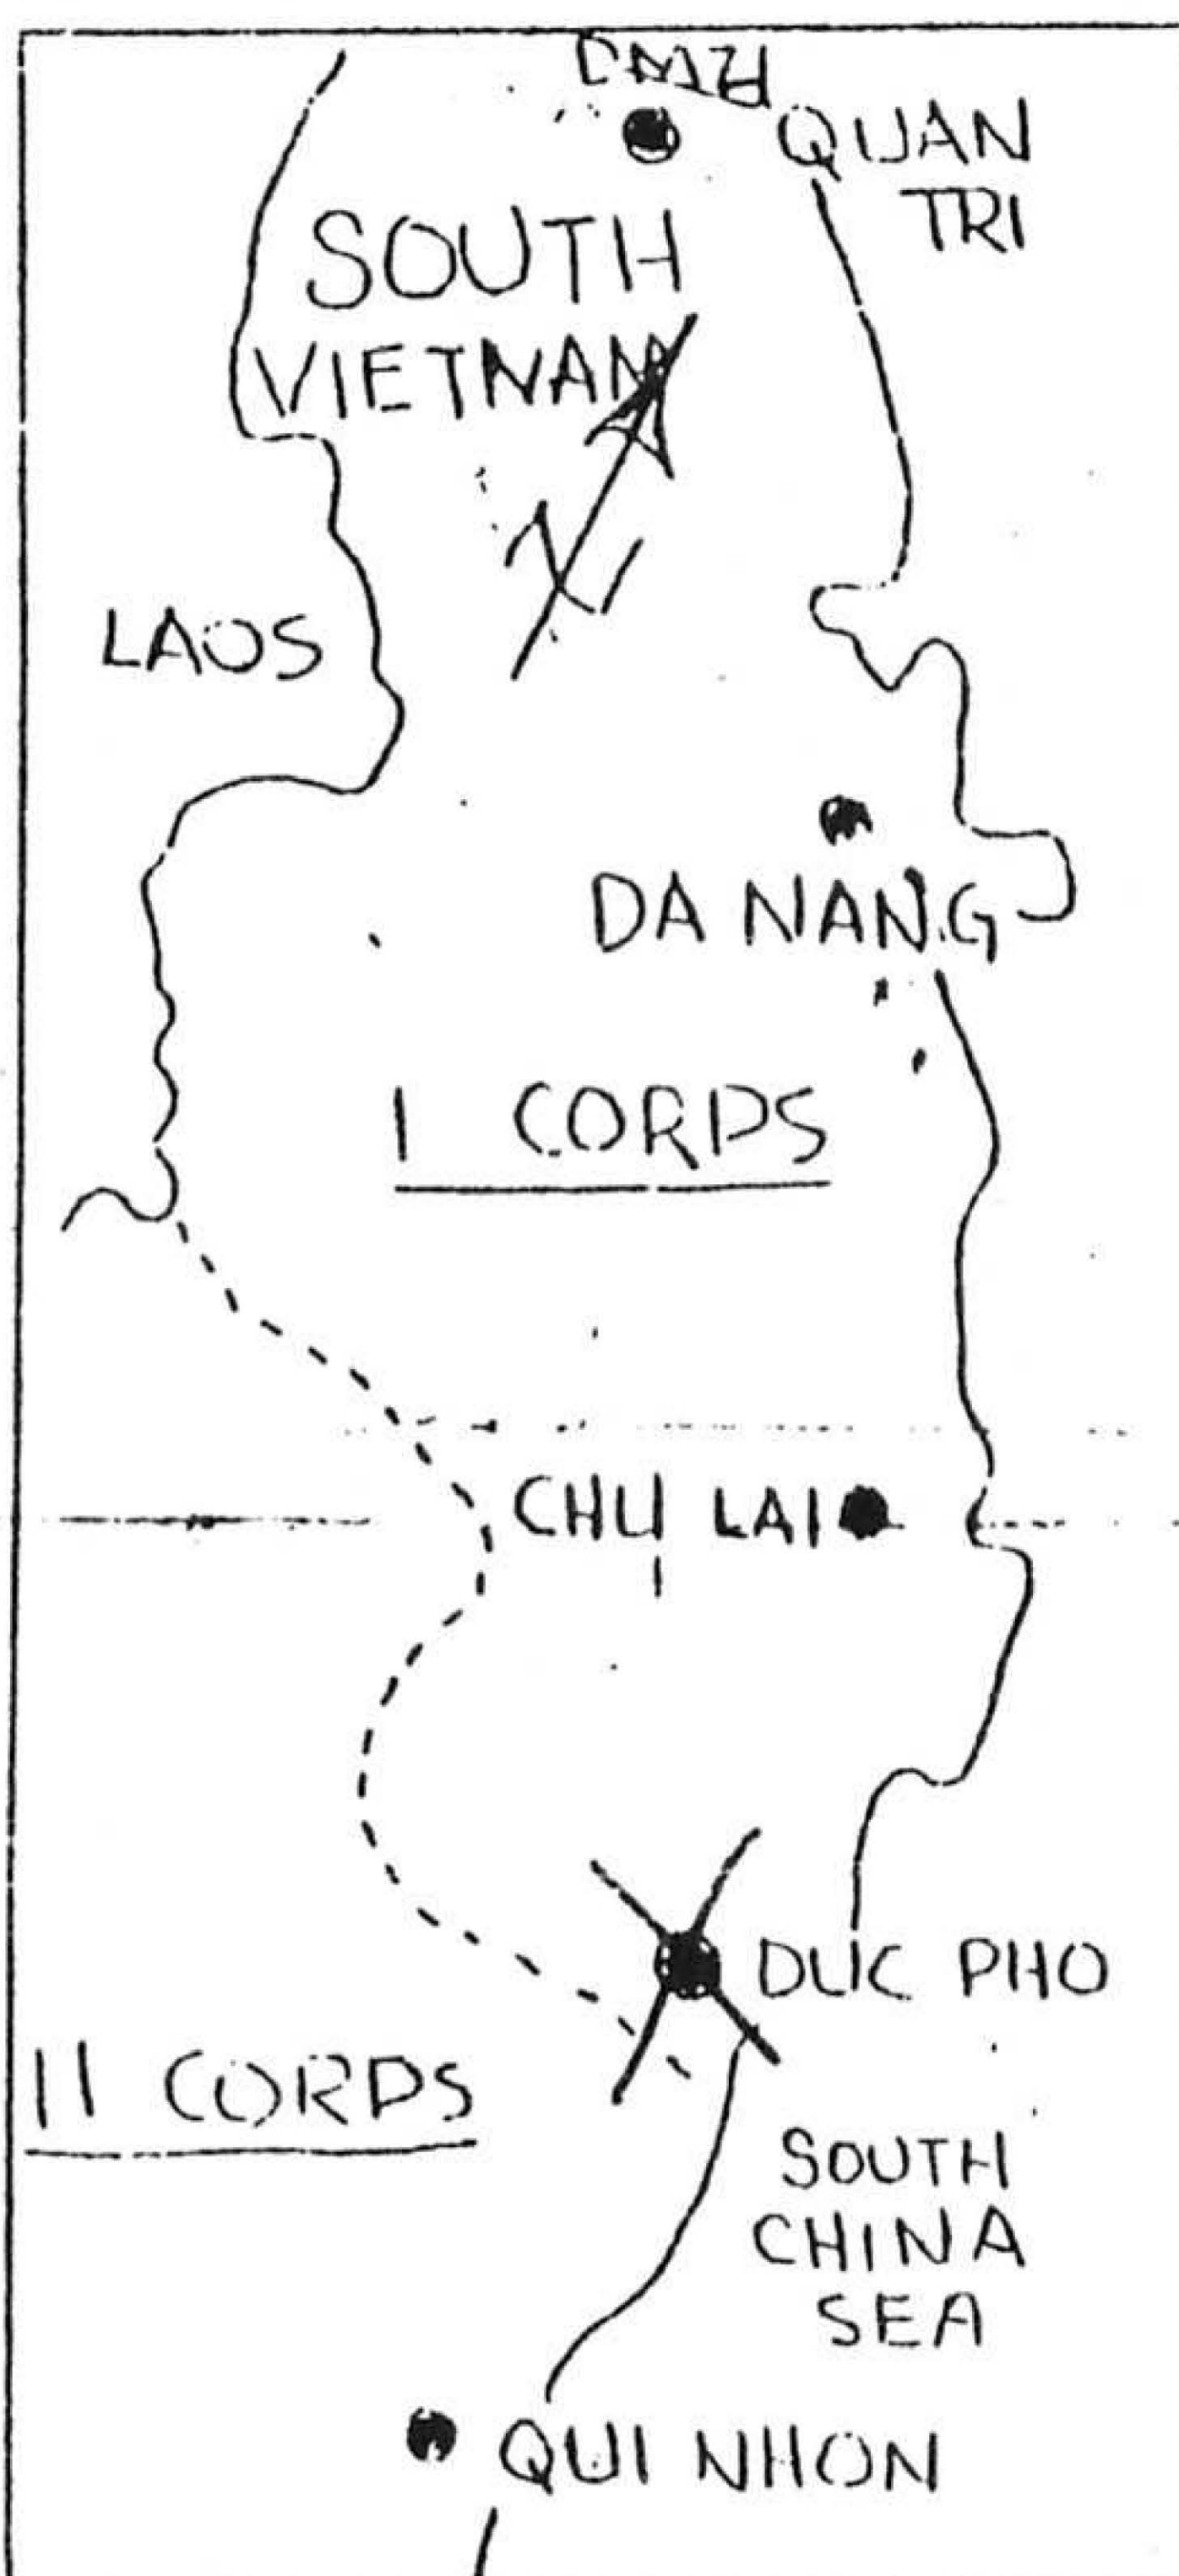 DMZ
QUAN
TRI
SOUTH
VIETNAM
N
LAOS
DA NANG
I CORPS
CHU LAI
DUC PHO
II CORPS
SOUTH
CHINA
SEA
QUI NHON